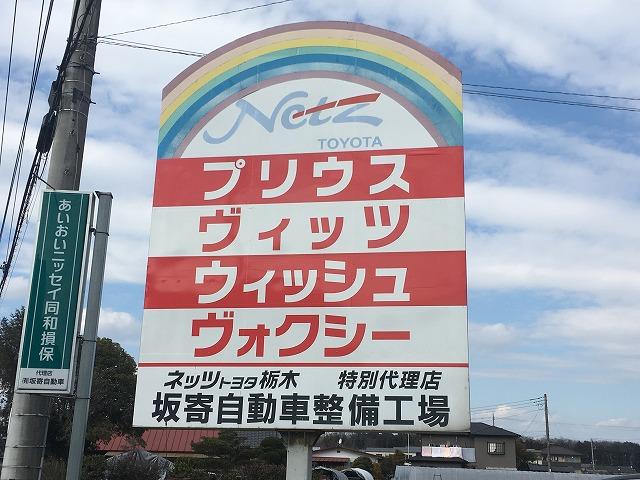 Netz
TOYOTA
プリウス
ヴィッツ
ウィッシュ
ヴォクシー
ネッツトヨタ栃木 特別代理店
坂寄自動車整備工場
あいおいニッセイ同和損保
代理店
㈲坂寄自動車